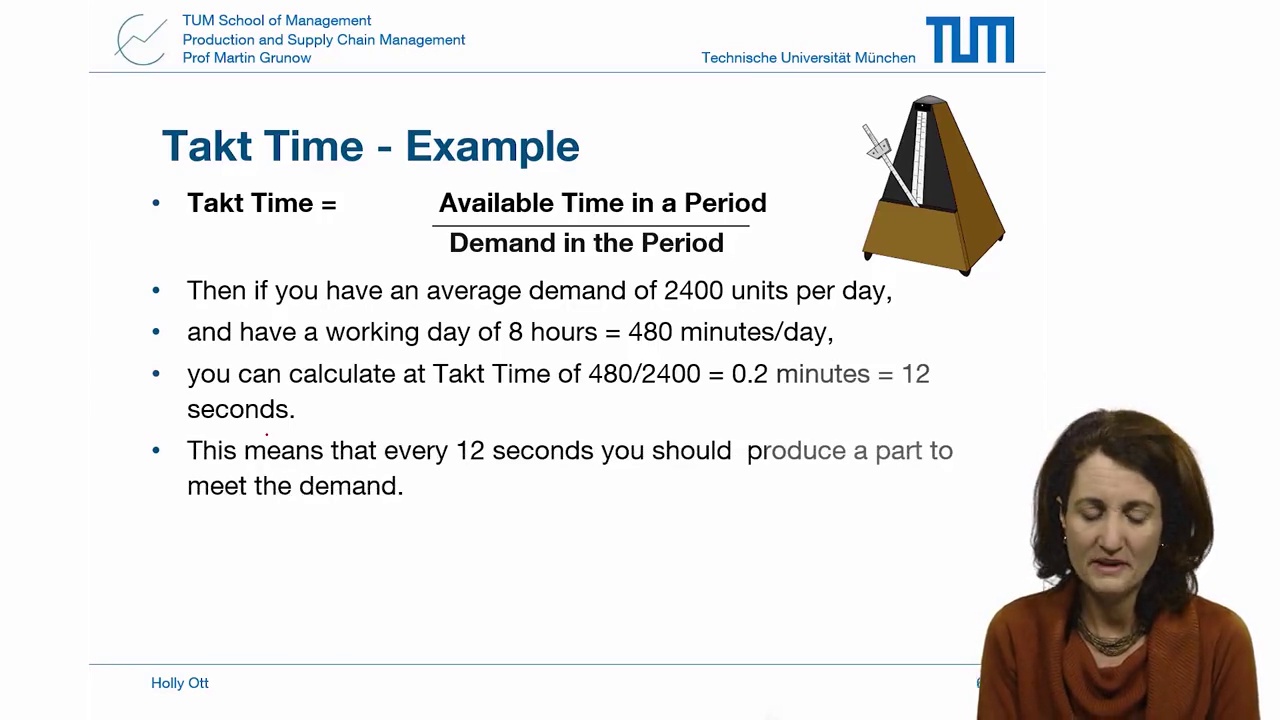 TUM School of Management
Production and Supply Chain Management
Prof Martin Grunow
Technische Universität München
TUM
Takt Time - Example
• Takt Time = Available Time in a Period
Demand in the Period
• Then if you have an average demand of 2400 units per day,
• and have a working day of 8 hours = 480 minutes/day,
• you can calculate at Takt Time of 480/2400 = 0.2 minutes = 12
seconds.
• This means that every 12 seconds you should  produce a part to
meet the demand.
Holly Ott